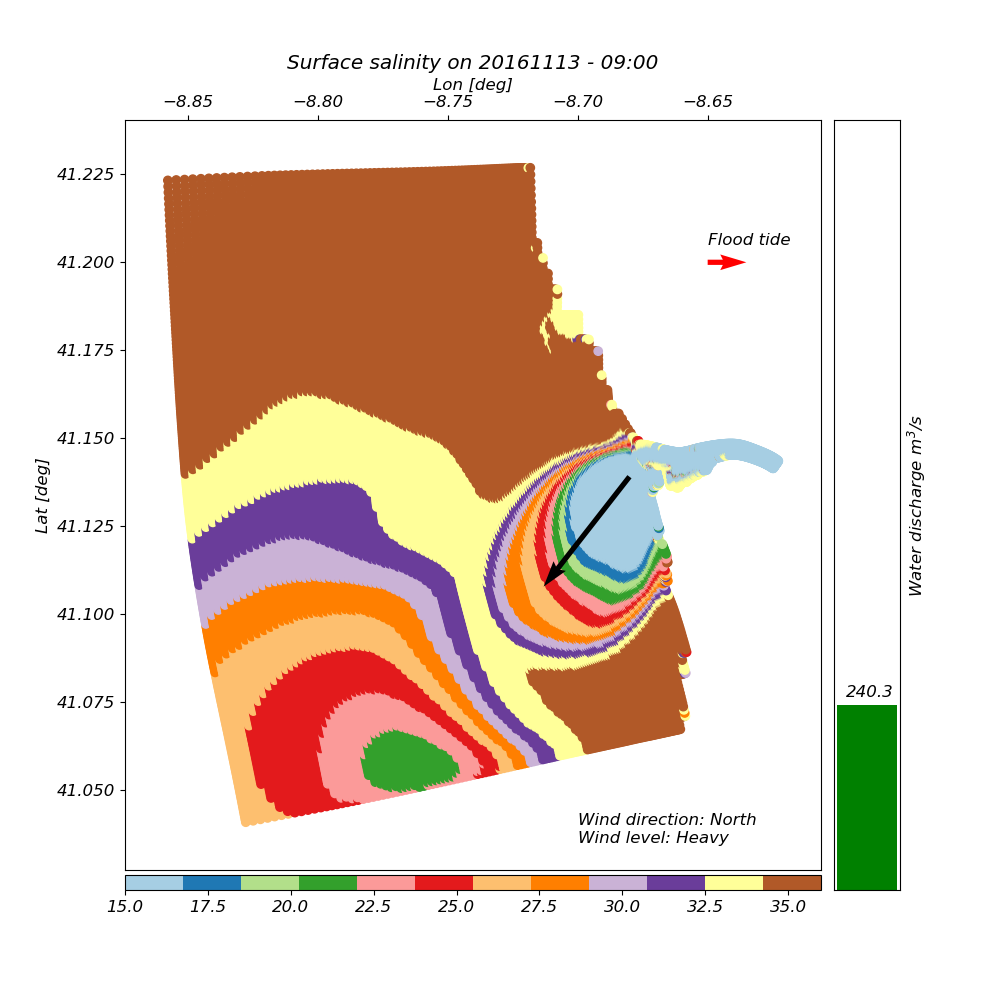 Surface salinity on 20161113 - 09:00
Lon [deg]
−8.85 −8.80 −8.75 −8.70 −8.65
41.225
41.200
41.175
41.150
41.125
41.100
41.075
41.050
Lat [deg]
Flood tide
Wind direction: North
Wind level: Heavy
15.0 17.5 20.0 22.5 25.0 27.5 30.0 32.5 35.0
240.3
Water discharge m³/s